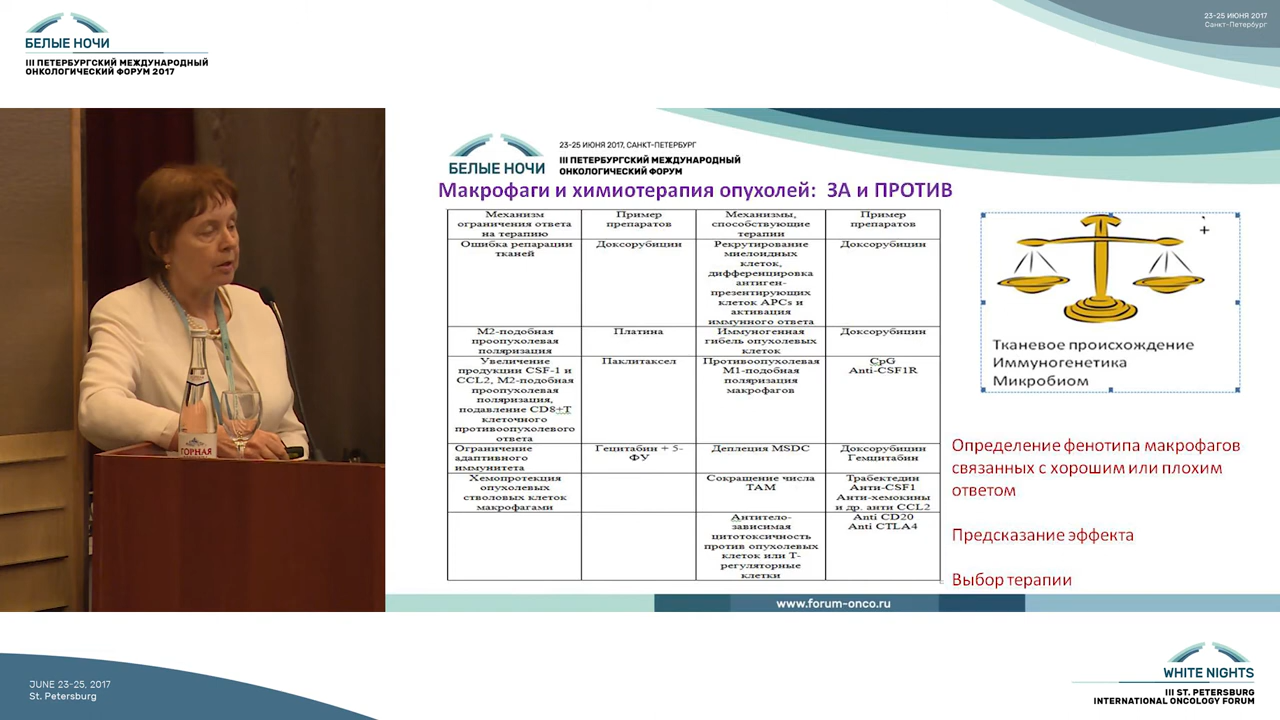 БЕЛЫЕ НОЧИ
III ПЕТЕРБУРГСКИЙ МЕЖДУНАРОДНЫЙ
ОНКОЛОГИЧЕСКИЙ ФОРУМ 2017
23-25 ИЮНЯ 2017
Санкт-Петербург
БЕЛЫЕ НОЧИ
23-25 ИЮНЯ 2017, САНКТ-ПЕТЕРБУРГ
III ПЕТЕРБУРГСКИЙ МЕЖДУНАРОДНЫЙ
ОНКОЛОГИЧЕСКИЙ ФОРУМ
Макрофаги и химиотерапия опухолей: ЗА и ПРОТИВ
Механизм
ограничения ответа
на терапию
Пример
препаратов
Механизмы,
способствующие
терапии
Пример
препаратов
Ошибка репарации
тканей
Доксорубицин
Рекрутирование
миелоидных
клеток,
дифференцировка
антиген-
презентирующих
клеток APCs и
активация
иммунного ответа
Доксорубицин
М2-подобная
проопухолевая
поляризация
Платина
Иммуногенная
гибель опухолевых
клеток
Доксорубицин
Увеличение
продукции CSF-1 и
CCL2, М2-подобная
проопухолевая
поляризация,
подавление CD8+Т
клеточного
противоопухолевого
ответа
Паклитаксел
Противоопухолевая
М1-подобная
поляризация
макрофагов
CpG
Anti-CSF1R
Ограничение
адаптивного
иммунитета
Гецитабин + 5-
ФУ
Деплеция MSDC
Доксорубицин
Гемцитабин
Хемопротекция
опухолевых
стволовых клеток
макрофагами
Сокращение числа
ТАМ
Трабектедин
Анти-CSF1
Анти-хемокины
и др. анти CCL2
Антитело-
зависимая
цитотоксичность
против опухолевых
клеток или Т-
регуляторные
клетки
Anti CD20
Anti CTLA4
Тканевое происхождение
Иммуногенетика
Микробиом
Определение фенотипа макрофагов
связанных с хорошим или плохим
ответом
Предсказание эффекта
Выбор терапии
www.forum-onco.ru
ГОРНАЯ
JUNE 23-25, 2017
St. Petersburg
WHITE NIGHTS
III ST. PETERSBURG
INTERNATIONAL ONCOLOGY FORUM